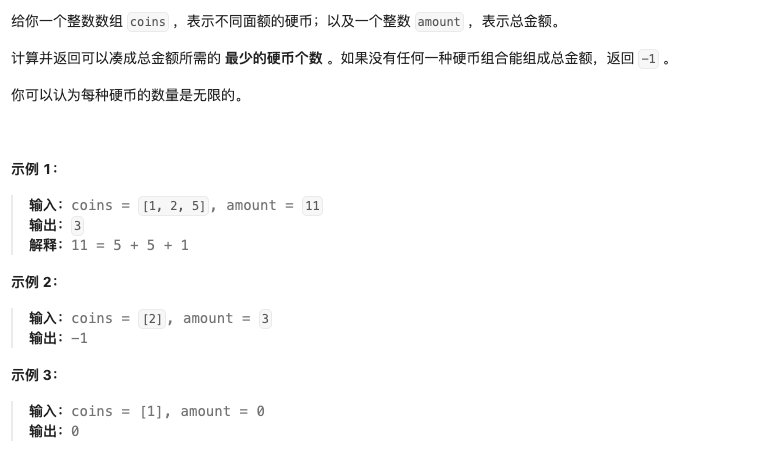 给你一个整数数组 coins ，表示不同面额的硬币；以及一个整数 amount ，表示总金额。
计算并返回可以凑成总金额所需的 最少的硬币个数 。如果没有任何一种硬币组合能组成总金额，返回 -1 。
你可以认为每种硬币的数量是无限的。
示例 1：
输入：coins = [1, 2, 5], amount = 11
输出：3
解释：11 = 5 + 5 + 1
示例 2：
输入：coins = [2], amount = 3
输出：-1
示例 3：
输入：coins = [1], amount = 0
输出：0